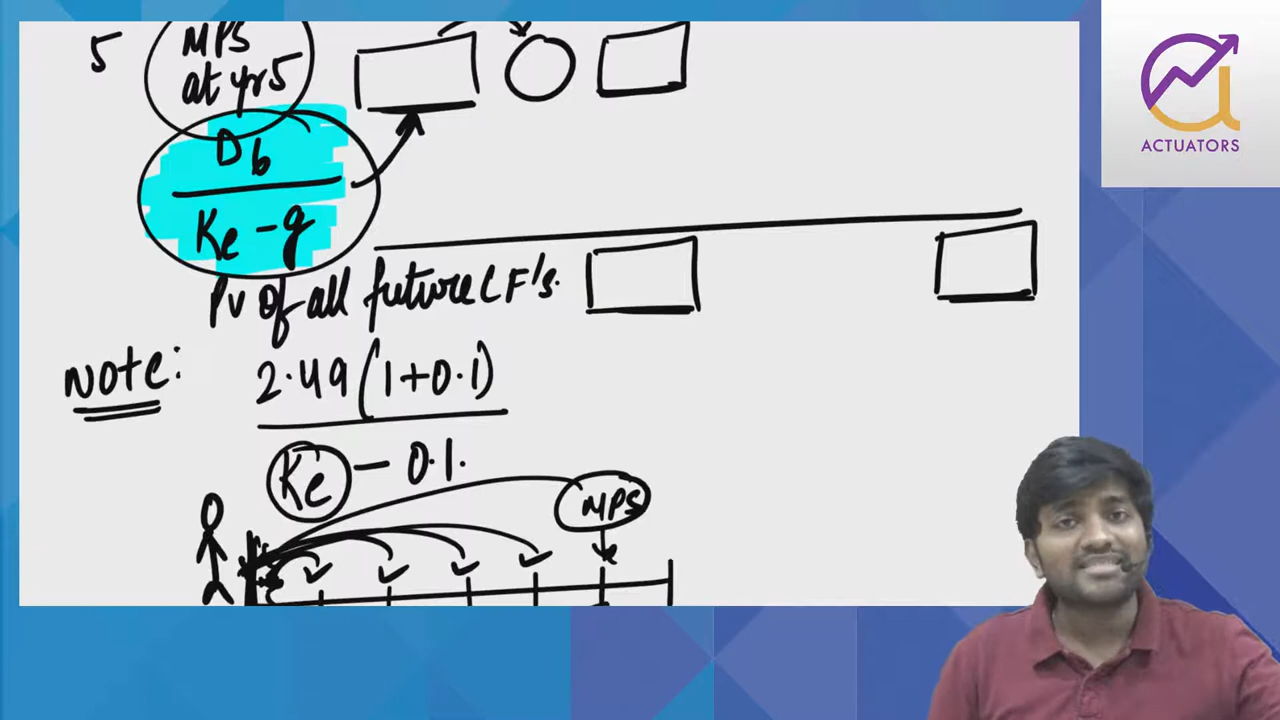 5 MPS
at yr5
D6
Ke - g
PV of all future CF's.
Note:
2.49(1+0.1)
Ke - 0.1.
MPS
ACTUATORS